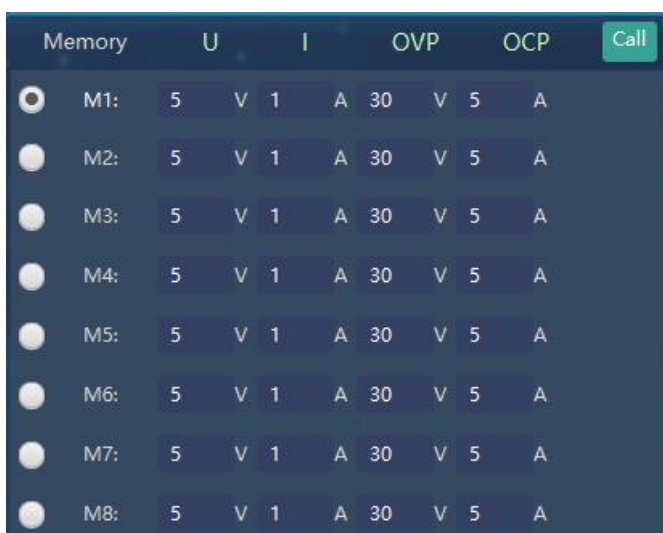 Memory U I OVP OCP Call
M1: 5 V 1 A 30 V 5 A
M2: 5 V 1 A 30 V 5 A
M3: 5 V 1 A 30 V 5 A
M4: 5 V 1 A 30 V 5 A
M5: 5 V 1 A 30 V 5 A
M6: 5 V 1 A 30 V 5 A
M7: 5 V 1 A 30 V 5 A
M8: 5 V 1 A 30 V 5 A